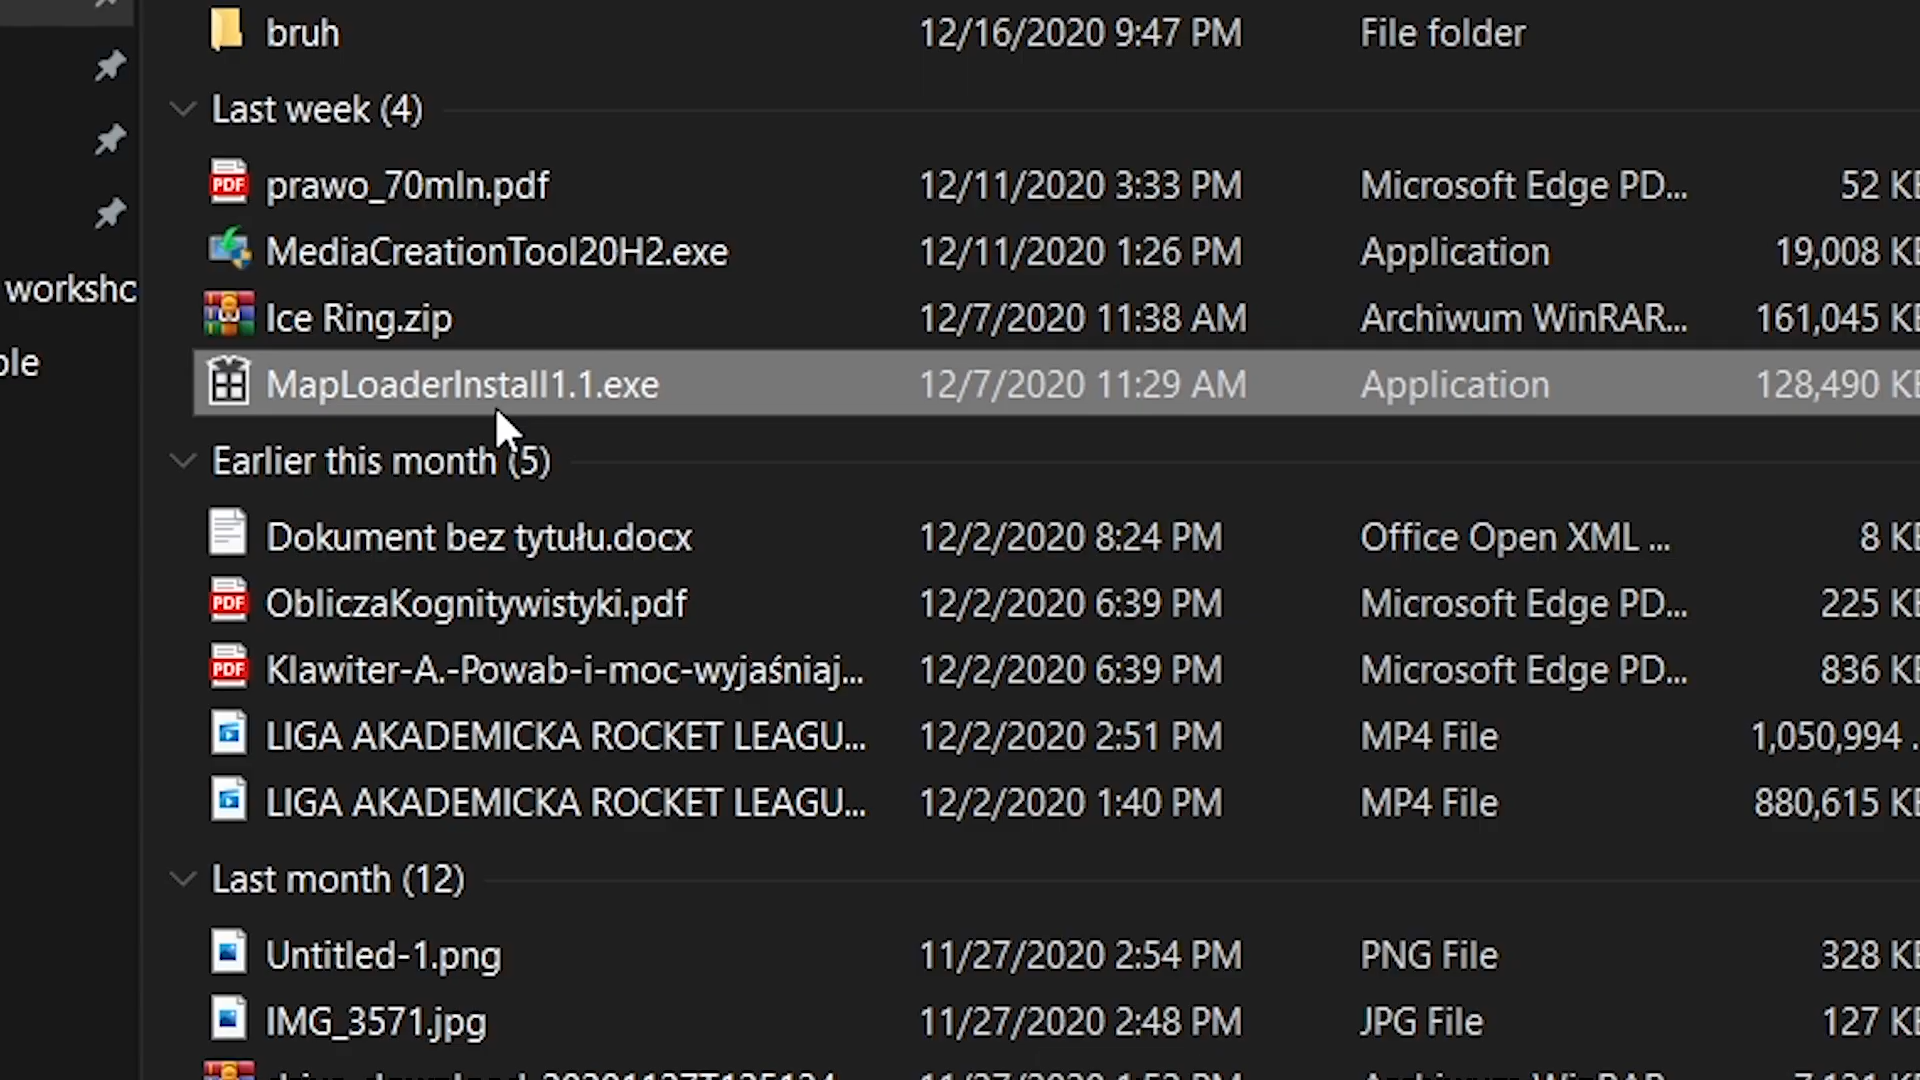 bruh 12/16/2020 9:47 PM File folder
Last week (4)
PDF prawo_70mln.pdf 12/11/2020 3:33 PM Microsoft Edge PD... 52 KB
MediaCreationTool20H2.exe 12/11/2020 1:26 PM Application 19,008 KB
workshc
Ice Ring.zip 12/7/2020 11:38 AM Archiwum WinRAR... 161,045 KB
ple
MapLoaderInstall1.1.exe 12/7/2020 11:29 AM Application 128,490 KB
Earlier this month (5)
Dokument bez tytułu.docx 12/2/2020 8:24 PM Office Open XML ... 8 KB
PDF ObliczaKognitywistyki.pdf 12/2/2020 6:39 PM Microsoft Edge PD... 225 KB
PDF Klawiter-A.-Powab-i-moc-wyjaśniaj... 12/2/2020 6:39 PM Microsoft Edge PD... 836 KB
LIGA AKADEMICKA ROCKET LEAGU... 12/2/2020 2:51 PM MP4 File 1,050,994 .
LIGA AKADEMICKA ROCKET LEAGU... 12/2/2020 1:40 PM MP4 File 880,615 KB
Last month (12)
Untitled-1.png 11/27/2020 2:54 PM PNG File 328 KB
IMG_3571.jpg 11/27/2020 2:48 PM JPG File 127 KB